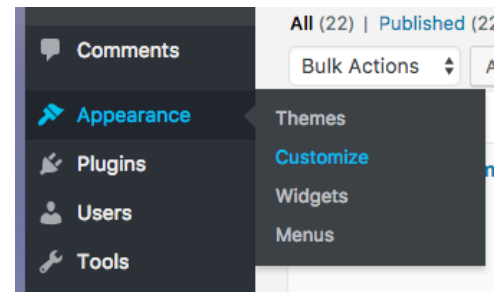 All (22) | Published (22
Comments
Bulk Actions
Appearance
Themes
Plugins
Customize
Users
Widgets
Menus
Tools